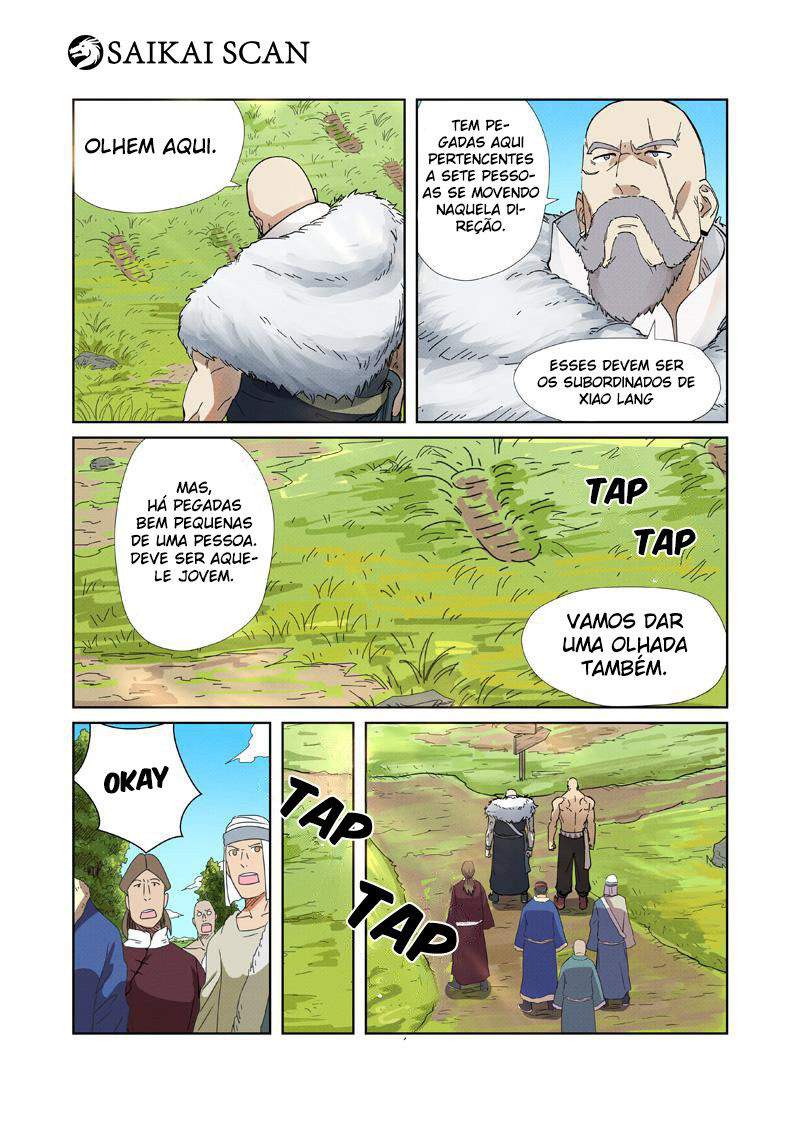 SAIKAI SCAN
OLHEM AQUI.
TEM PE-
GADAS AQUI
PERTENCENTES
A SETE PESSO-
AS SE MOVENDO
NAQUELA DI-
REÇÃO.
ESSES DEVEM SER
OS SUBORDINADOS DE
XIAO LANG
MAS,
HÁ PEGADAS
BEM PEQUENAS
DE UMA PESSOA.
DEVE SER AQUE-
LE JOVEM.
TAP
TAP
VAMOS DAR
UMA OLHADA
TAMBÉM.
OKAY
TAP
TAP